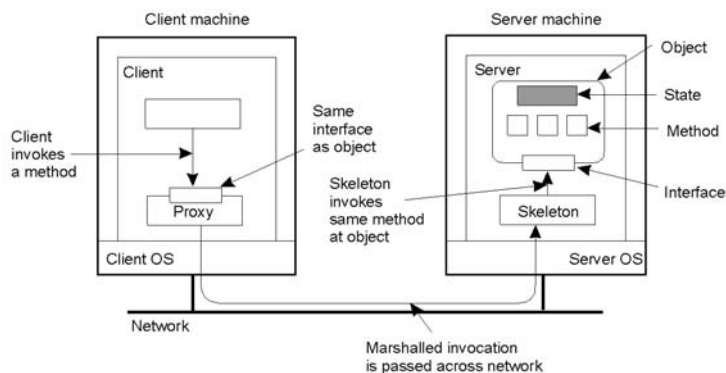 Client machine
Server machine
Object
Client
Server
State
Same
interface
as object
Method
Client
invokes
a method
Interface
Skeleton
invokes
same method
at object
Proxy
Skeleton
Client OS
Server OS
Network
Marshalled invocation
is passed across network